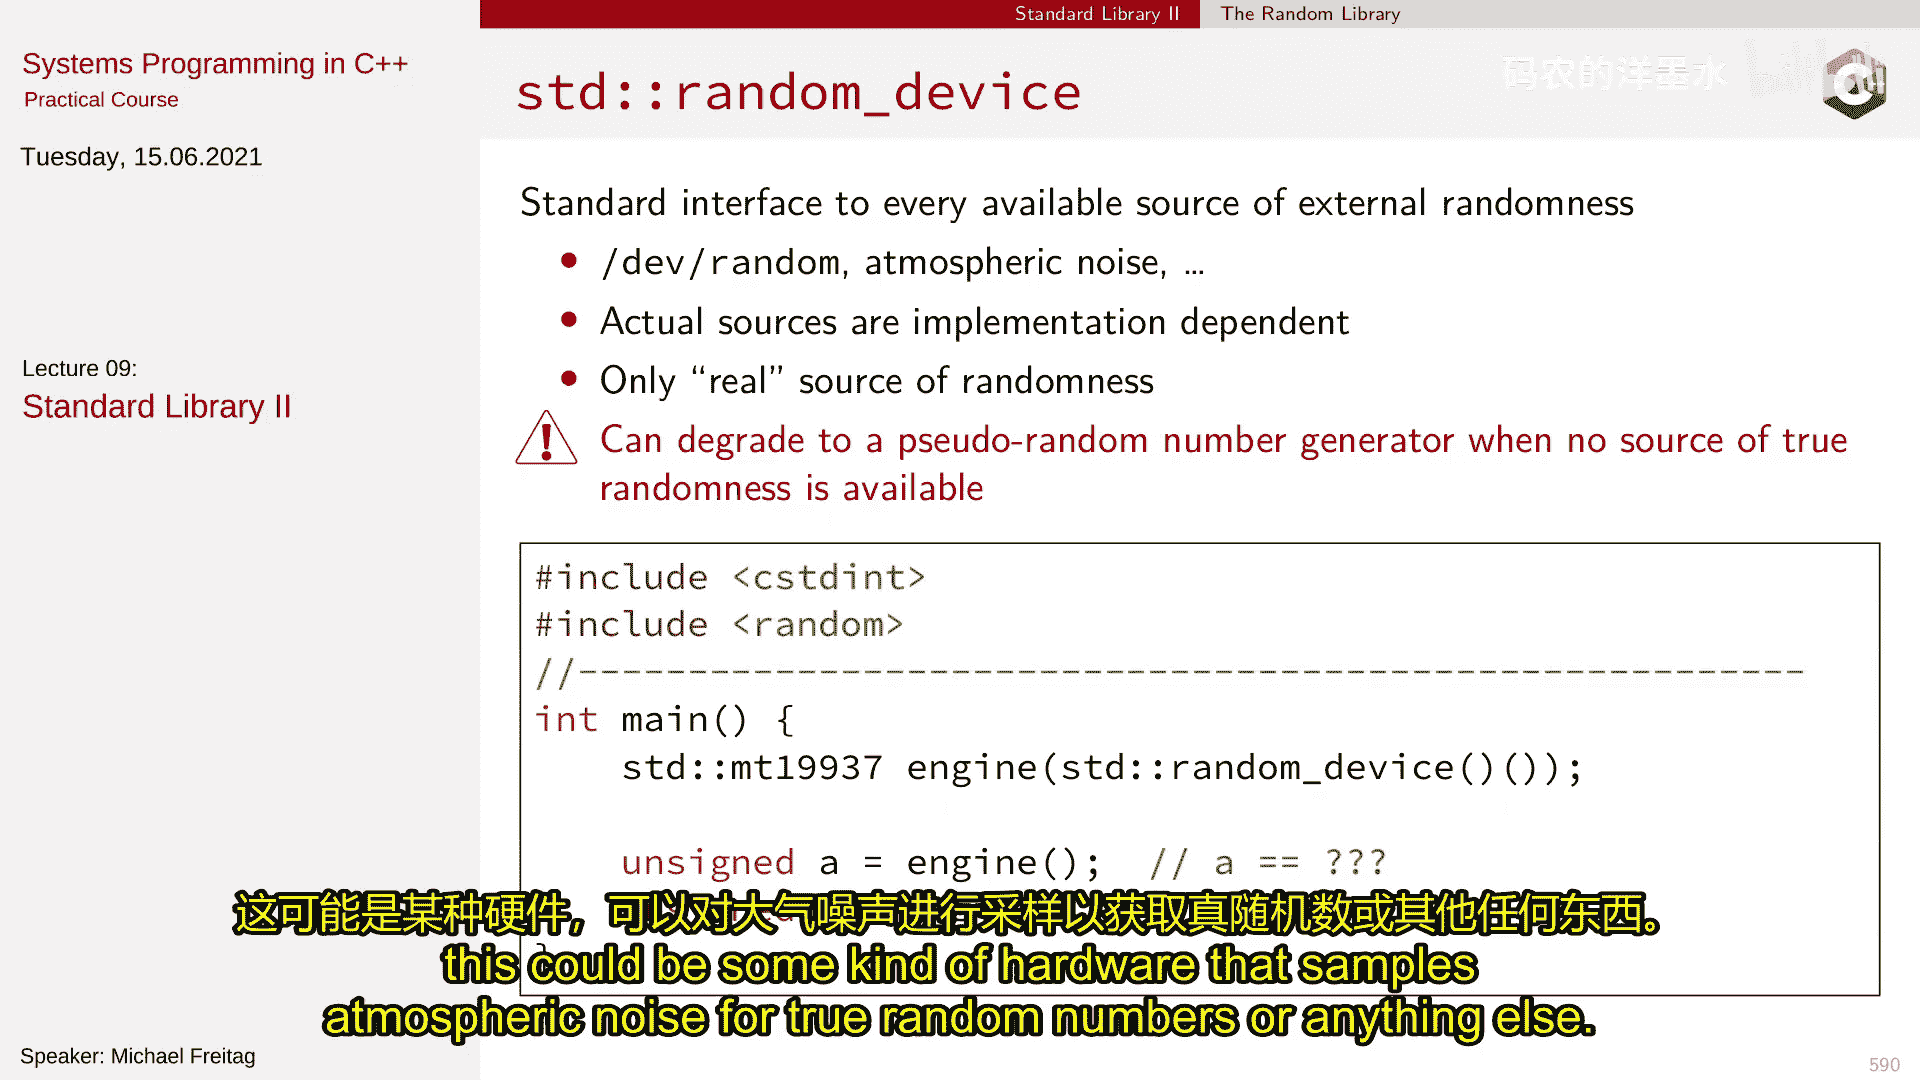 Standard Library II
The Random Library
Systems Programming in C++
Practical Course
Tuesday, 15.06.2021
Lecture 09:
Standard Library II
Speaker: Michael Freitag
码农的洋墨水
std::random_device
Standard interface to every available source of external randomness
• /dev/random, atmospheric noise, …
• Actual sources are implementation dependent
• Only “real” source of randomness
Can degrade to a pseudo-random number generator when no source of true
randomness is available
#include <cstdint>
#include <random>
//---------------------------------------------------------
int main() {
std::mt19937 engine(std::random_device()());
unsigned a = engine(); // a == ???
这可能是某种硬件，可以对大气噪声进行采样以获取真随机数或其他任何东西。
this could be some kind of hardware that samples
atmospheric noise for true random numbers or anything else.
590